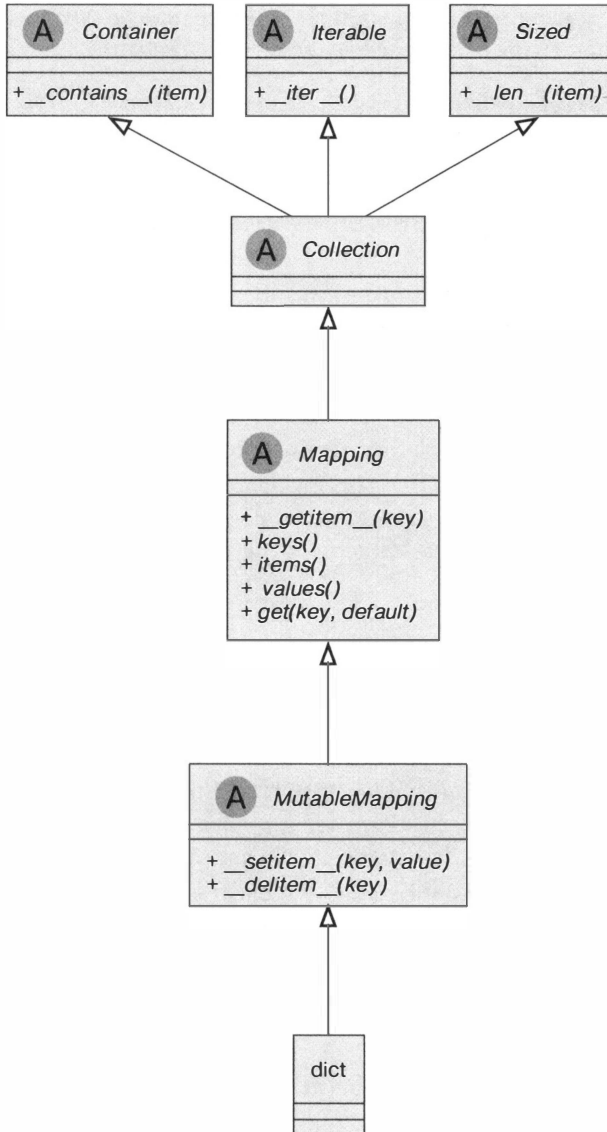 A Container
+__contains__(item)
A Iterable
+__iter__()
A Sized
+__len__(item)
A Collection
A Mapping
+ __getitem__(key)
+ keys()
+ items()
+ values()
+ get(key, default)
A MutableMapping
+ __setitem__(key, value)
+ __delitem__(key)
dict